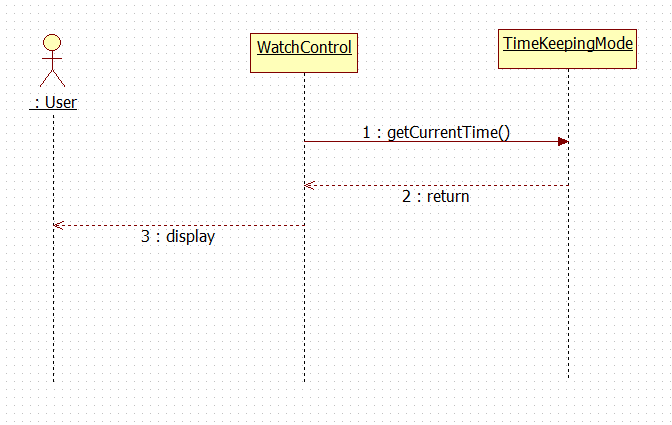 WatchControl
TimeKeepingMode
: User
1 : getCurrentTime()
2 : return
3 : display